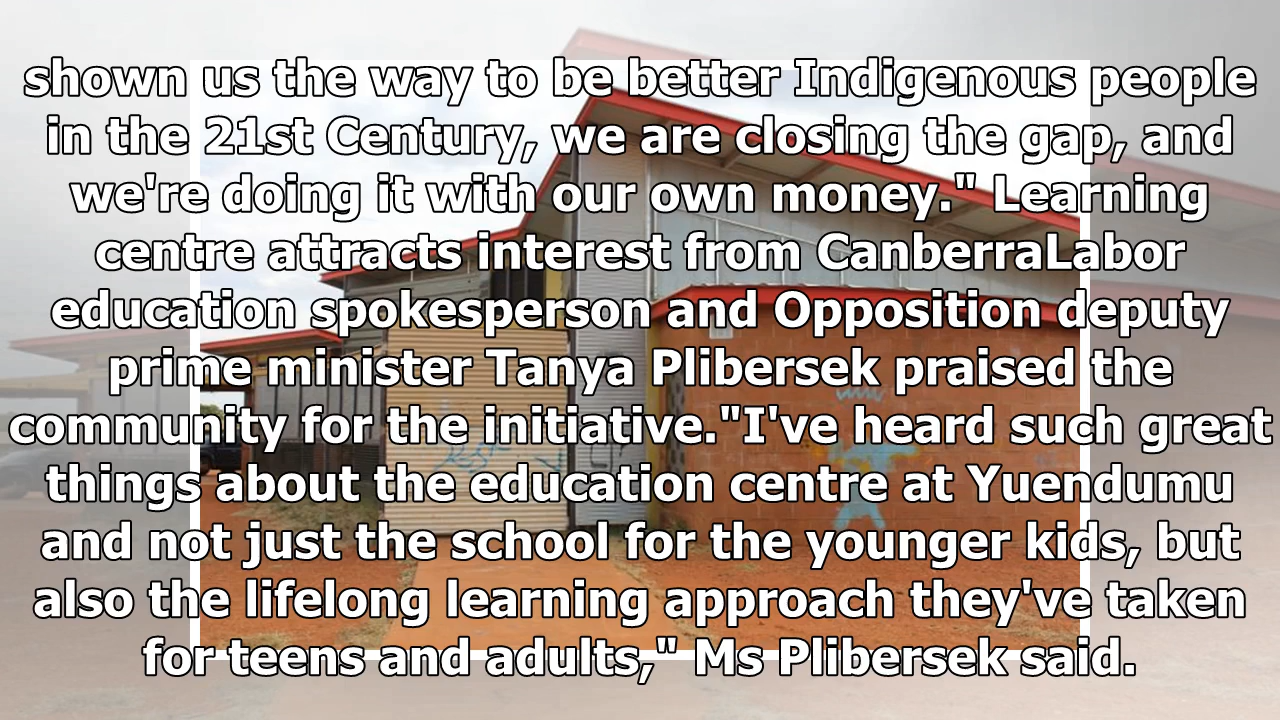 shown us the way to be better Indigenous people
in the 21st Century, we are closing the gap, and
we're doing it with our own money." Learning
centre attracts interest from CanberraLabor
education spokesperson and Opposition deputy
prime minister Tanya Plibersek praised the
community for the initiative."I've heard such great
things about the education centre at Yuendumu
and not just the school for the younger kids, but
also the lifelong learning approach they've taken
for teens and adults," Ms Plibersek said.